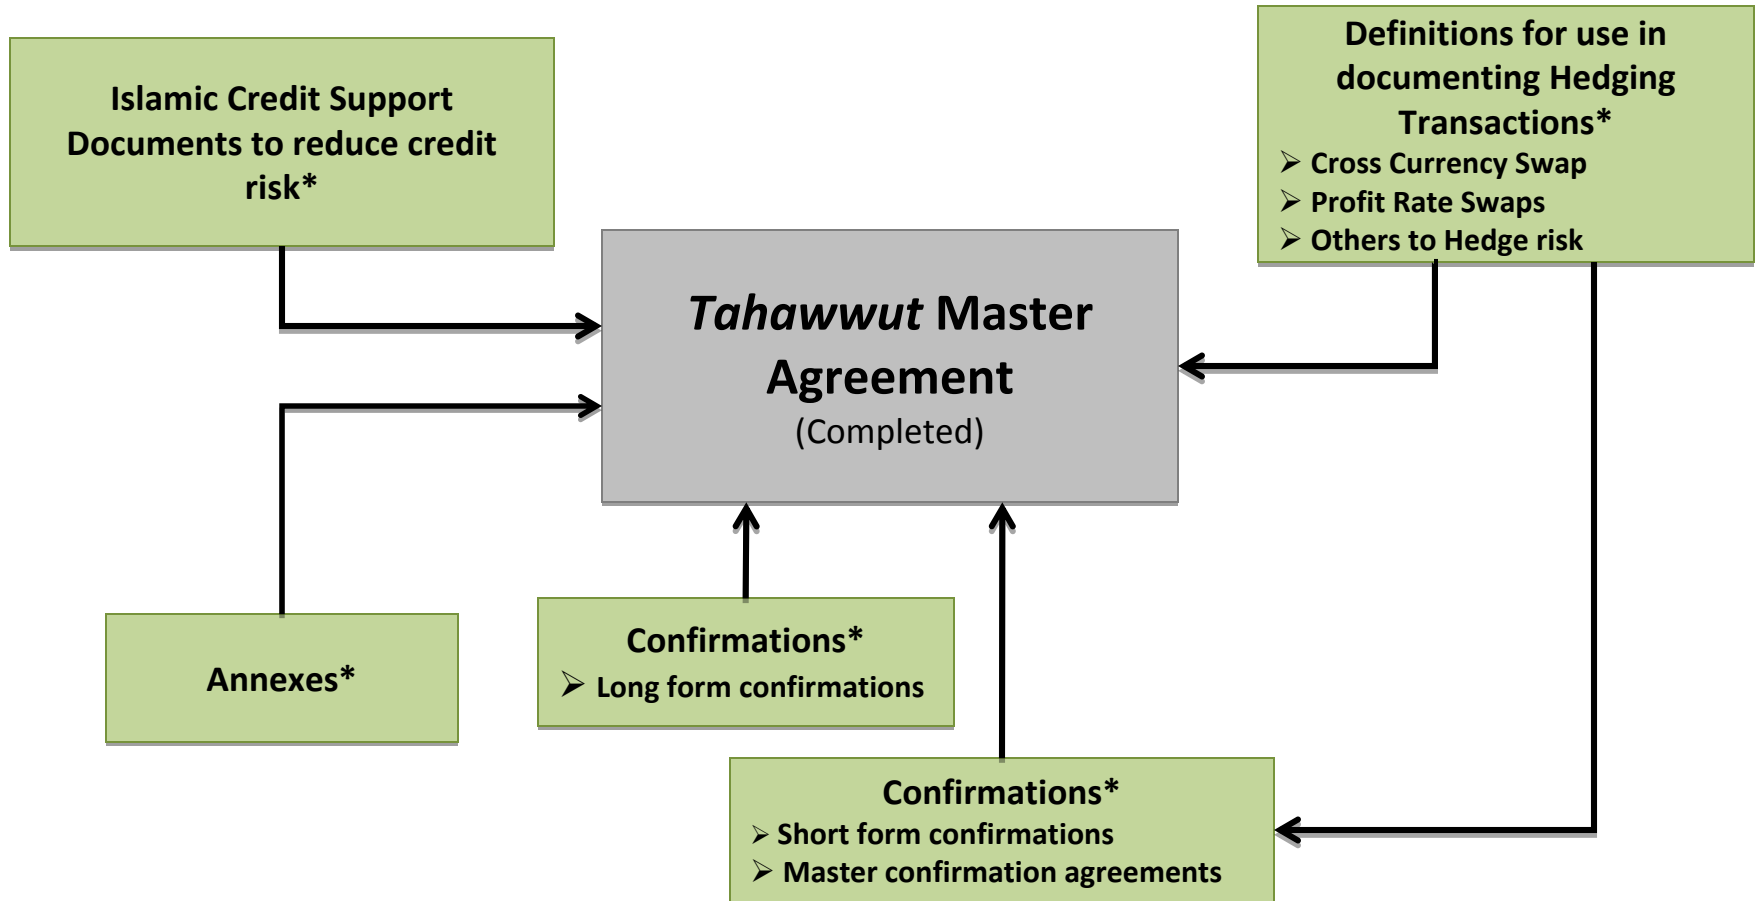 Islamic Credit Support
Documents to reduce credit
risk*
Definitions for use in
documenting Hedging
Transactions*
➢ Cross Currency Swap
➢ Profit Rate Swaps
➢ Others to Hedge risk
Tahawwut Master
Agreement
(Completed)
Annexes*
Confirmations*
➢ Long form confirmations
Confirmations*
➢ Short form confirmations
➢ Master confirmation agreements